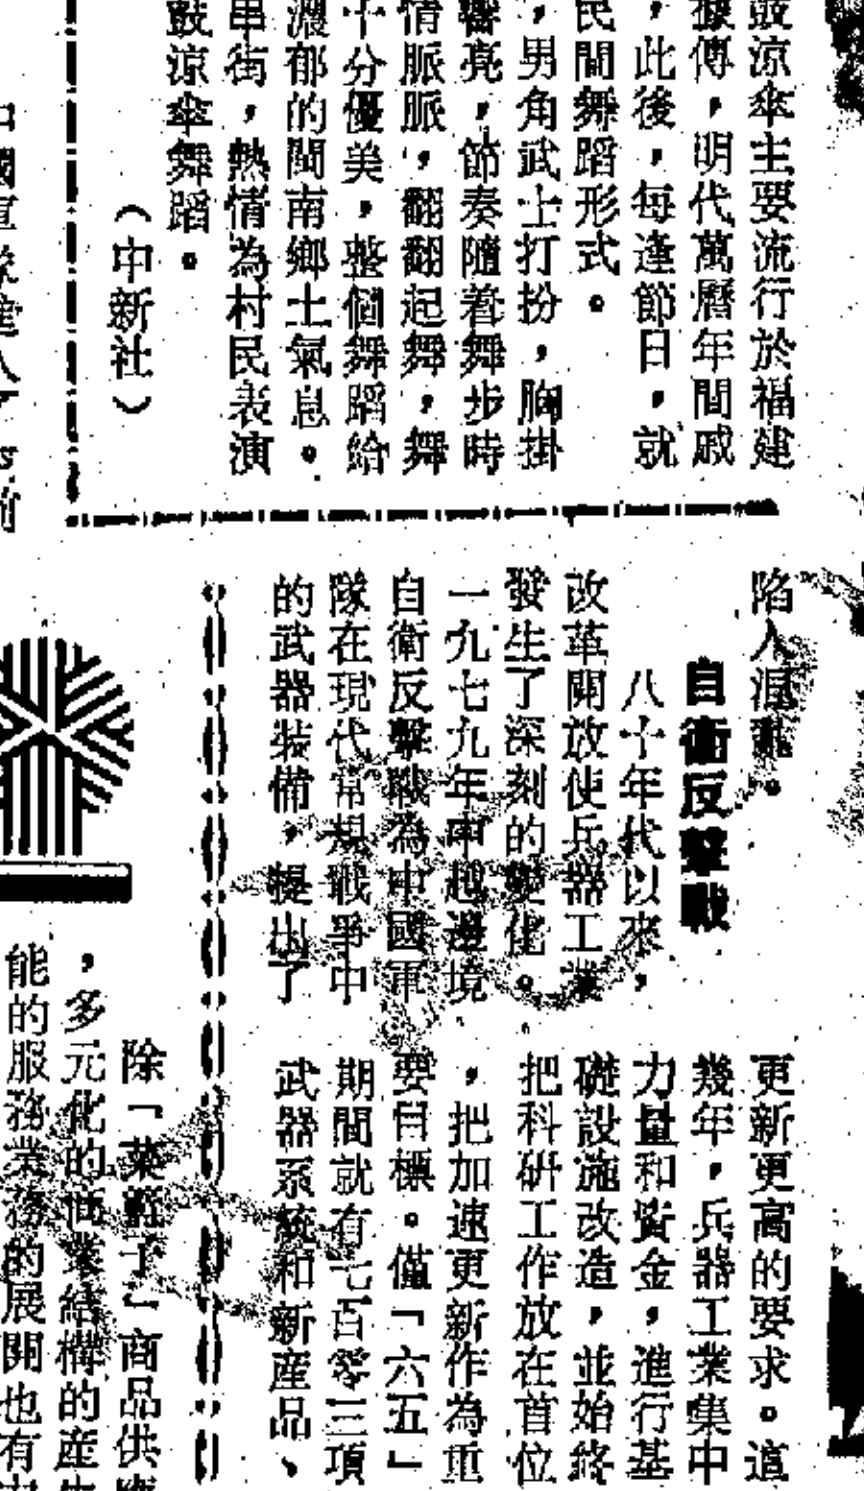 鼓涼傘主要流行於福建
據傳，明代萬曆年間戚
，此後，每逢節日，就
民間舞蹈形式。
，男角武士打扮，胸掛
響亮，節奏隨着舞步時
情脈脈，翩翩起舞，舞
十分優美，整個舞蹈給
濃郁的閩南鄉土氣息。
串街，熱情為村民表演
鼓涼傘舞蹈。
（中新社）
陷入混亂。
自衛反擊戰
八十年代以來，
改革開放使兵器工業
發生了深刻的變化。
一九七九年中越邊境
自衛反擊戰為中國軍
隊在現代常規戰爭中
的武器裝備，提出了
更新更高的要求。這
幾年，兵器工業集中
力量和資金，進行基
礎設施改造，並始終
把科研工作放在首位
，把加速更新作為重
要目標。僅「六五」
期間就有七百零三項
武器系統和新產品、
除「菜籃子」商品供應
，多元化的商業結構的產生
能的服務業務的展開也有